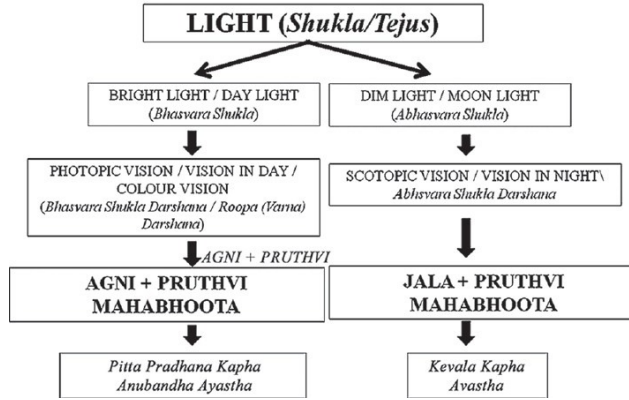 LIGHT (Shukla/Tejus)
BRIGHT LIGHT / DAY LIGHT
(Bhasvara Shukla)
DIM LIGHT / MOON LIGHT
(Abhasvara Shukla)
PHOTOPIC VISION / VISION IN DAY /
COLOUR VISION
(Bhasvara Shukla Darshana / Roopa (Varna)
Darshana)
SCOTOPIC VISION / VISION IN NIGHT\
Abhsvara Shukla Darshana
AGNI + PRUTHVI
AGNI + PRUTHVI
MAHABHOOTA
JALA + PRUTHVI
MAHABHOOTA
Pitta Pradhana Kapha
Anubandha Ayastha
Kevala Kapha
Avastha